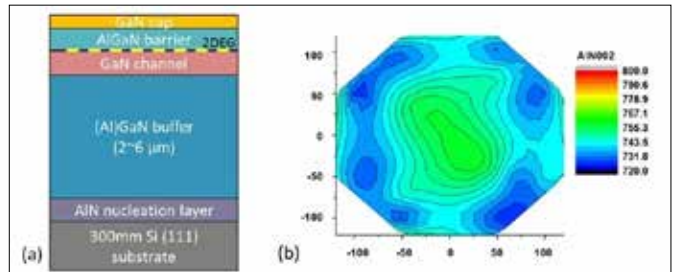 GaN cap
AlGaN barrier
2DEG
GaN channel
(Al)GaN buffer
(2~6 µm)
AlN nucleation layer
300mm Si (111)
substrate
(a)
(b)
100
50
0
-50
-100
-100
-50
0
50
100
AlN002
800.0
790.6
778.9
767.1
755.3
743.5
731.8
720.0